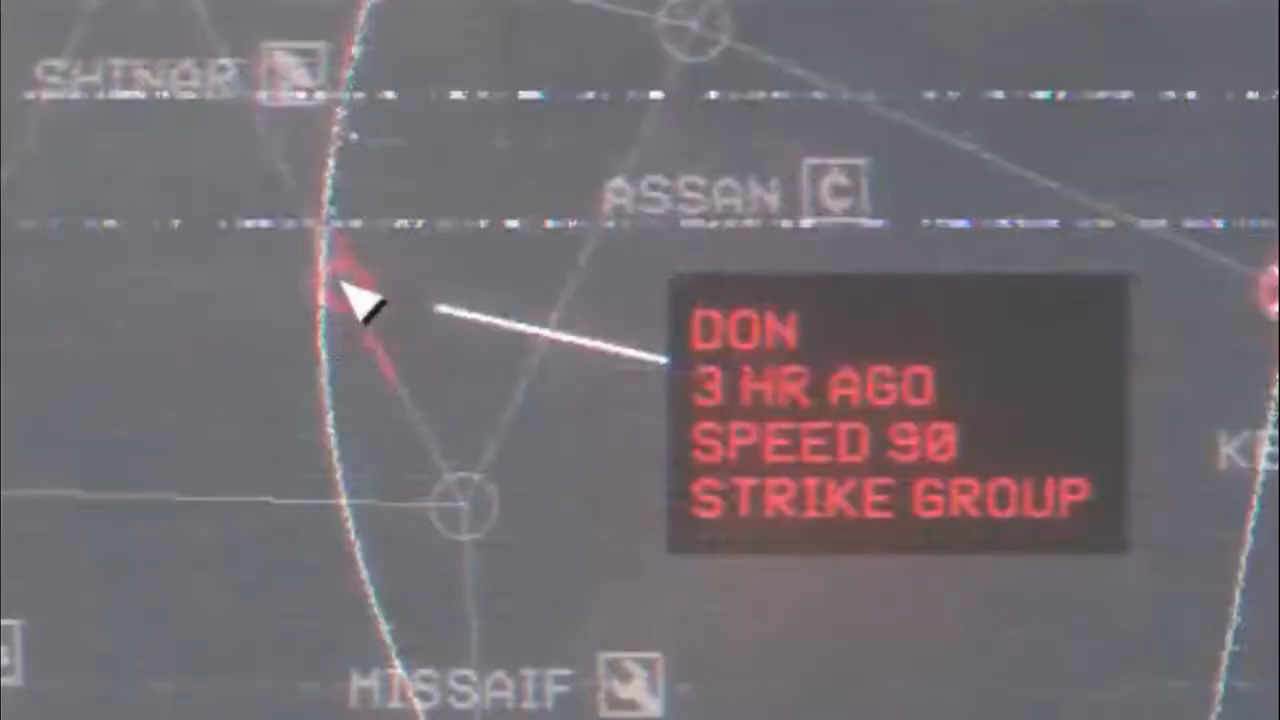 SHINAR
ASSAN C
DON
3 HR AGO
SPEED 90
STRIKE GROUP
MISSAIF